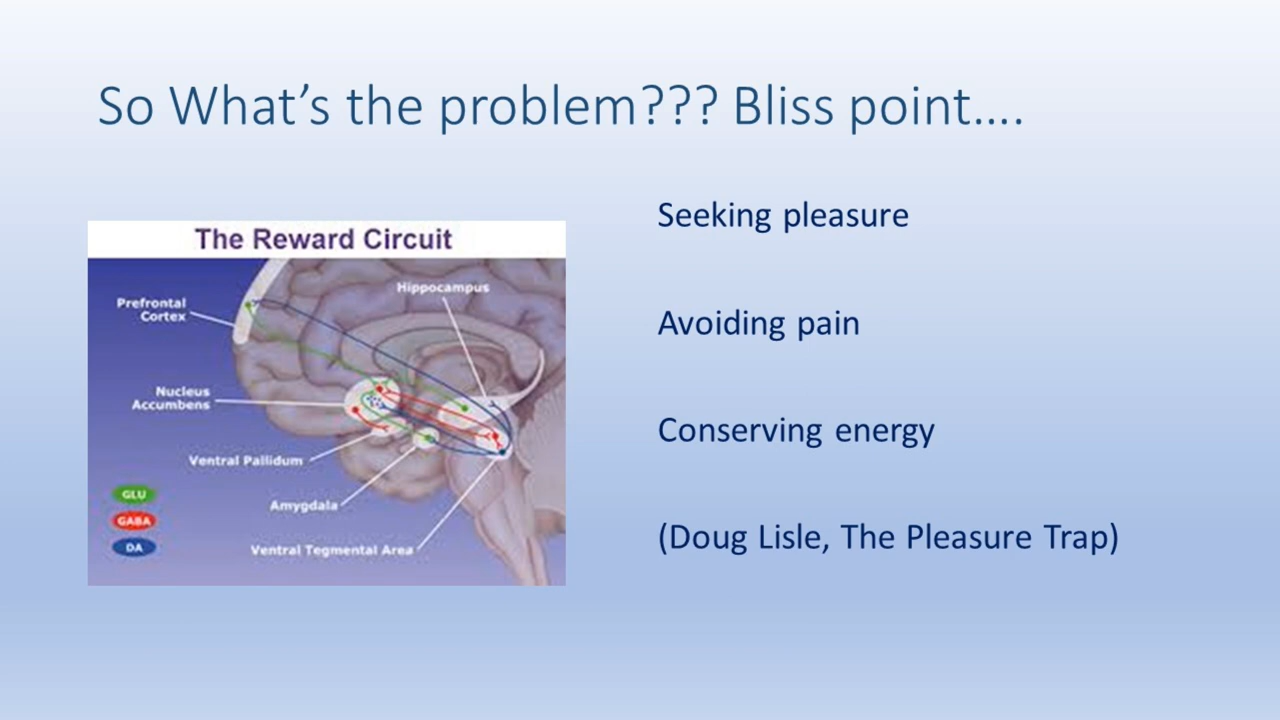 So What’s the problem??? Bliss point….
The Reward Circuit
Prefrontal
Cortex
Hippocampus
Nucleus
Accumbens
Ventral Pallidum
Amygdala
Ventral Tegmental Area
GLU
GABA
DA
Seeking pleasure
Avoiding pain
Conserving energy
(Doug Lisle, The Pleasure Trap)